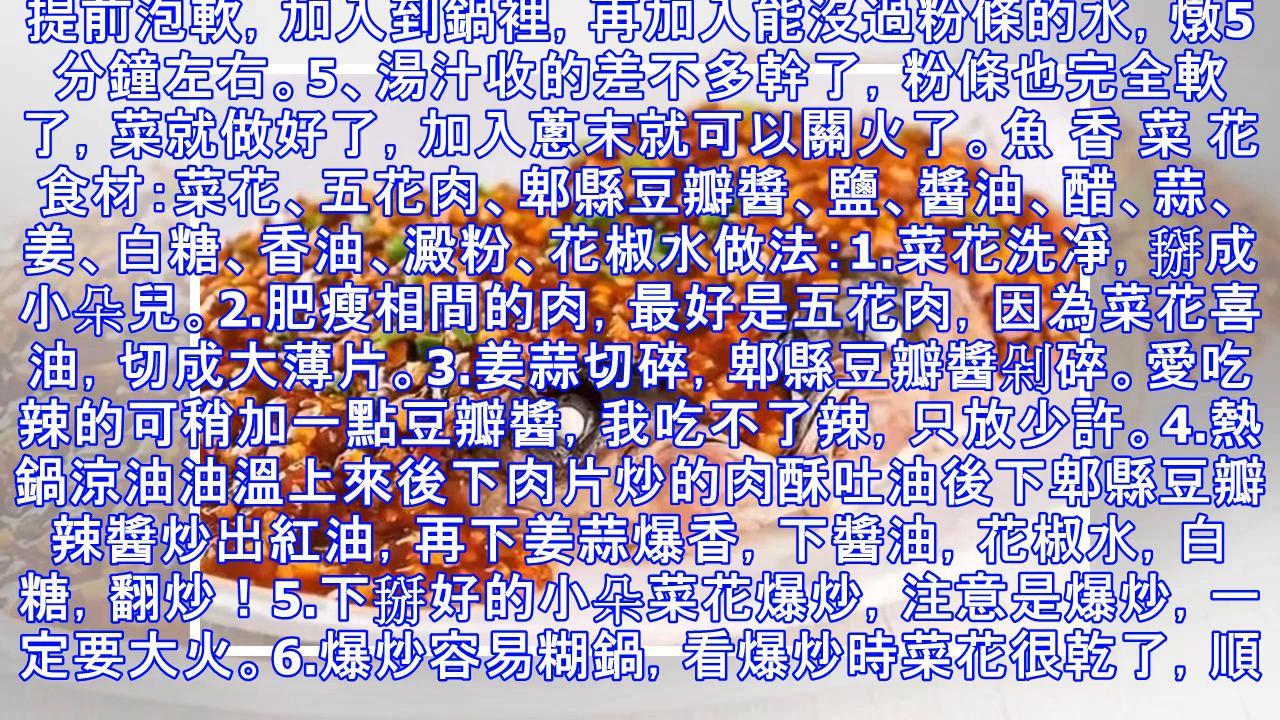 提前泡軟, 加入到鍋裡, 再加入能沒過粉條的水, 燉5
分鐘左右。5、湯汁收的差不多幹了, 粉條也完全軟
了, 菜就做好了, 加入蔥末就可以關火了。魚 香 菜 花
食材:菜花、五花肉、郫縣豆瓣醬、鹽、醬油、醋、蒜、
姜、白糖、香油、澱粉、花椒水做法:1.菜花洗凈, 掰成
小朵兒。2.肥瘦相間的肉, 最好是五花肉, 因為菜花喜
油, 切成大薄片。3.姜蒜切碎, 郫縣豆瓣醬剁碎。愛吃
辣的可稍加一點豆瓣醬, 我吃不了辣, 只放少許。4.熱
鍋涼油油溫上來後下肉片炒的肉酥吐油後下郫縣豆瓣
辣醬炒出紅油, 再下姜蒜爆香, 下醬油, 花椒水, 白
糖, 翻炒！5.下掰好的小朵菜花爆炒, 注意是爆炒, 一
定要大火。6.爆炒容易糊鍋, 看爆炒時菜花很乾了, 順